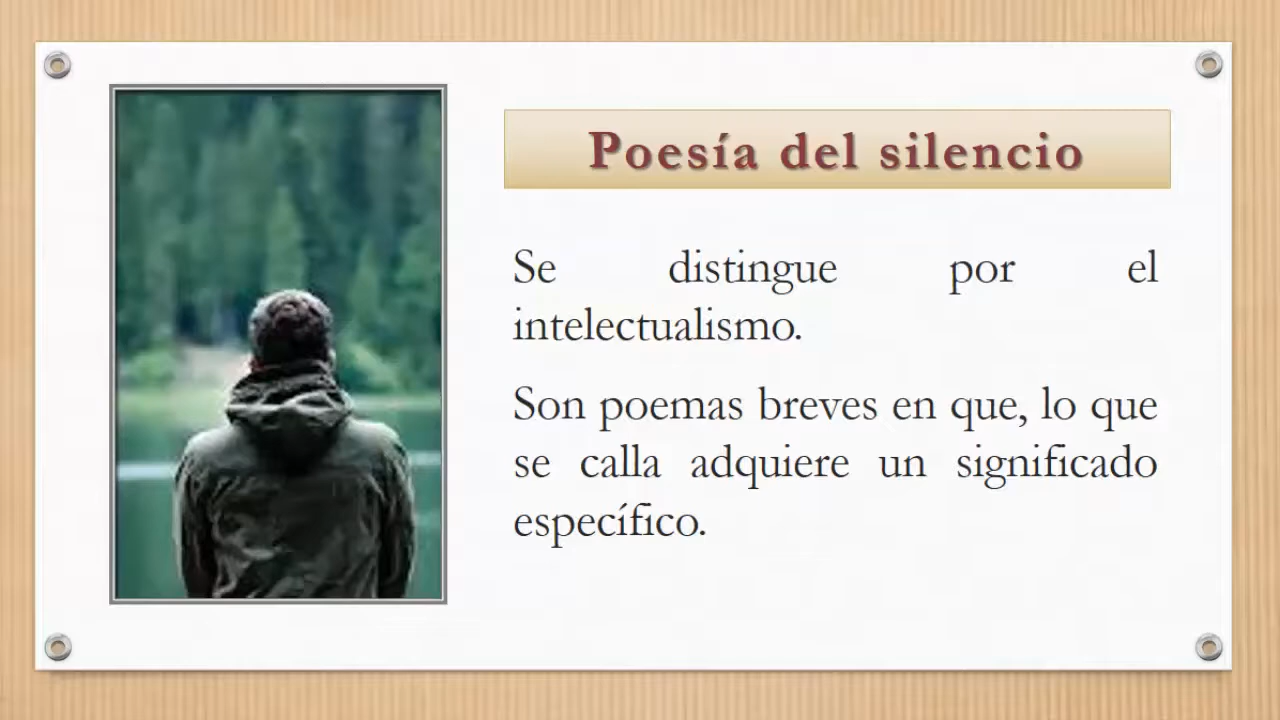 Poesía del silencio
Se distingue por el
intelectualismo.
Son poemas breves en que, lo que
se calla adquiere un significado
específico.